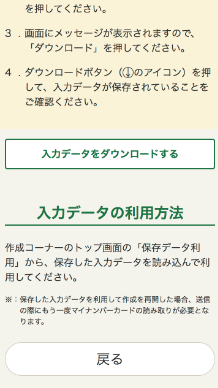 を押してください。
3．画面にメッセージが表示されますので、
「ダウンロード」を押してください。
4．ダウンロードボタン（↓のアイコン）を押
して、入力データが保存されていることを
ご確認ください。
入力データをダウンロードする
入力データの利用方法
作成コーナーのトップ画面の「保存データ利
用」から、保存した入力データを読み込んで利
用してください。
※：保存した入力データを利用して作成を再開した場合、送信
の際にもう一度マイナンバーカードの読み取りが必要とな
ります。
戻る